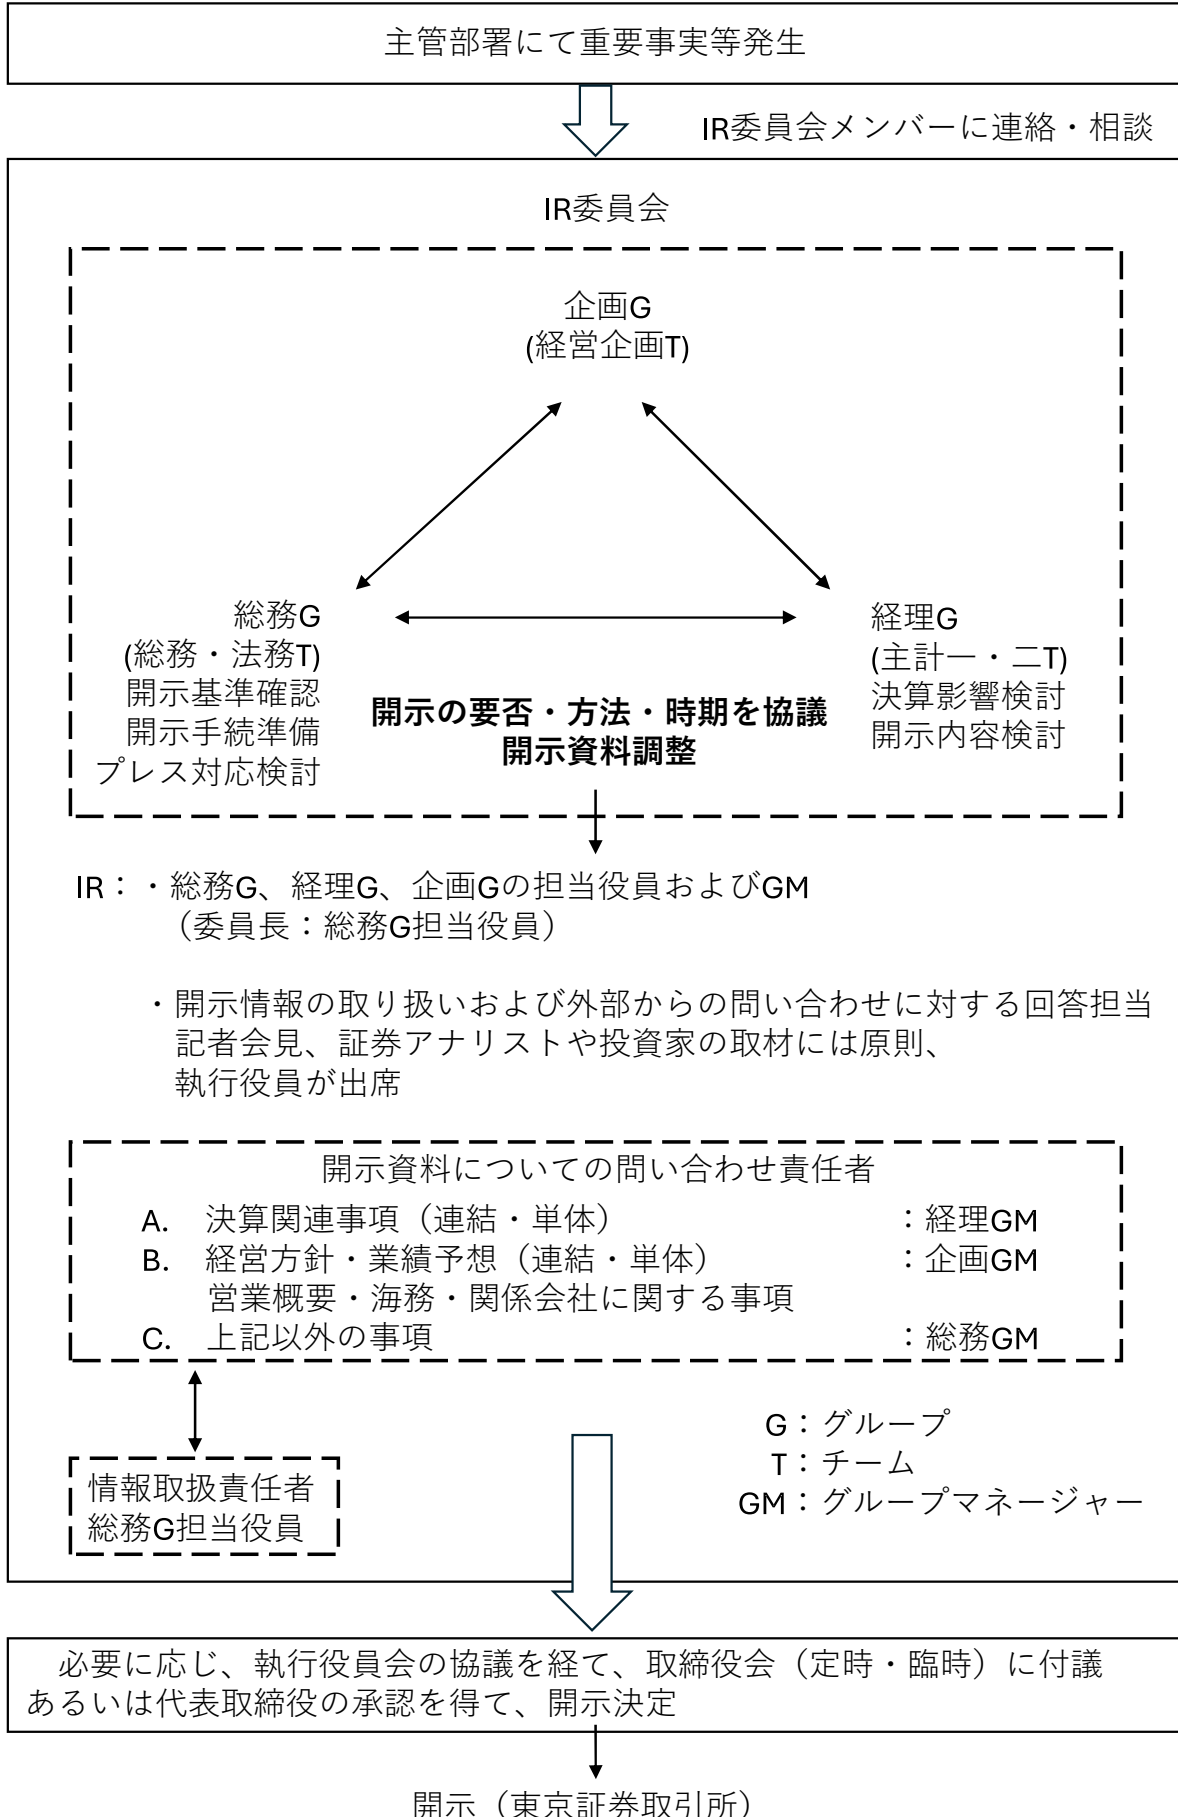 主管部署にて重要事実等発生
IR委員会メンバーに連絡・相談
IR委員会
企画G
(経営企画T)
総務G
(総務・法務T)
開示基準確認
開示手続準備
プレス対応検討
経理G
(主計一・二T)
決算影響検討
開示内容検討
開示の要否・方法・時期を協議
開示資料調整
IR：・総務G、経理G、企画Gの担当役員およびGM
（委員長：総務G担当役員）
・開示情報の取り扱いおよび外部からの問い合わせに対する回答担当
記者会見、証券アナリストや投資家の取材には原則、
執行役員が出席
開示資料についての問い合わせ責任者
A. 決算関連事項（連結・単体） ：経理GM
B. 経営方針・業績予想（連結・単体） ：企画GM
営業概要・海務・関係会社に関する事項
C. 上記以外の事項 ：総務GM
情報取扱責任者
総務G担当役員
G：グループ
T：チーム
GM：グループマネージャー
必要に応じ、執行役員会の協議を経て、取締役会（定時・臨時）に付議
あるいは代表取締役の承認を得て、開示決定
開示（東京証券取引所）